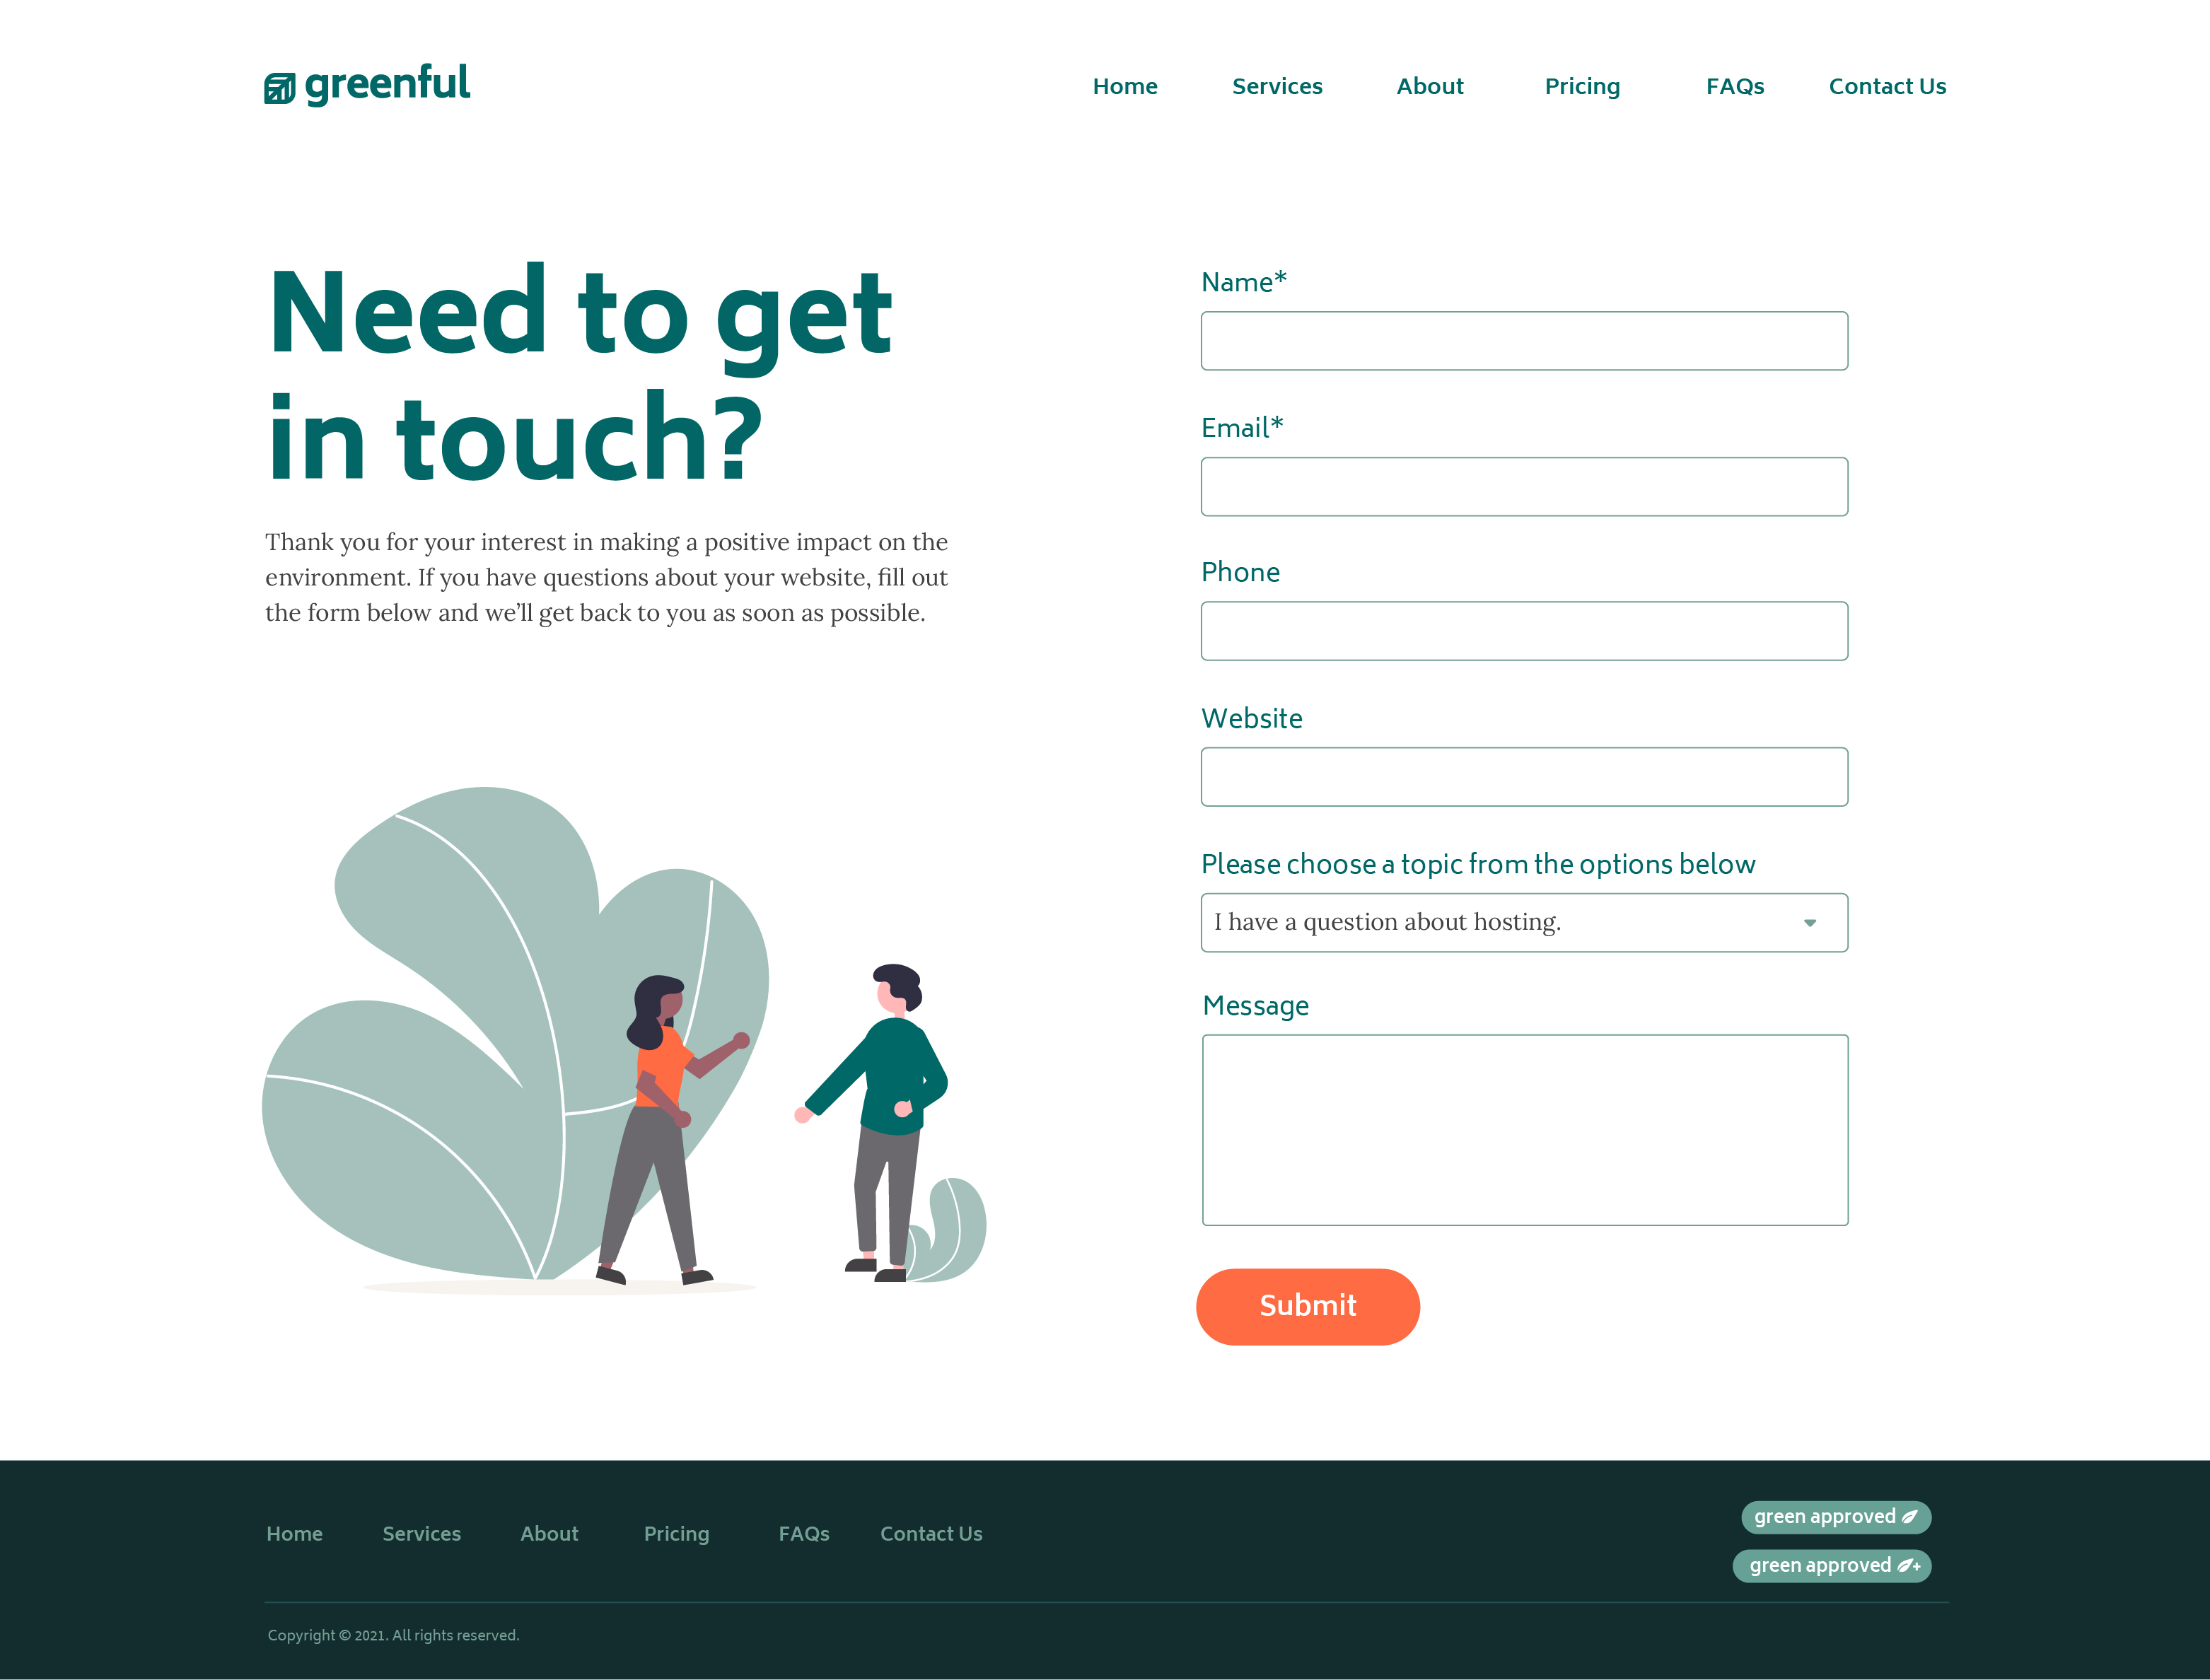 greenful
Home Services About Pricing FAQs Contact Us
Need to get
in touch?
Thank you for your interest in making a positive impact on the
environment. If you have questions about your website, fill out
the form below and we’ll get back to you as soon as possible.
Name*
Email*
Phone
Website
Please choose a topic from the options below
I have a question about hosting.
Message
Submit
Home Services About Pricing FAQs Contact Us
green approved
green approved
Copyright © 2021. All rights reserved.